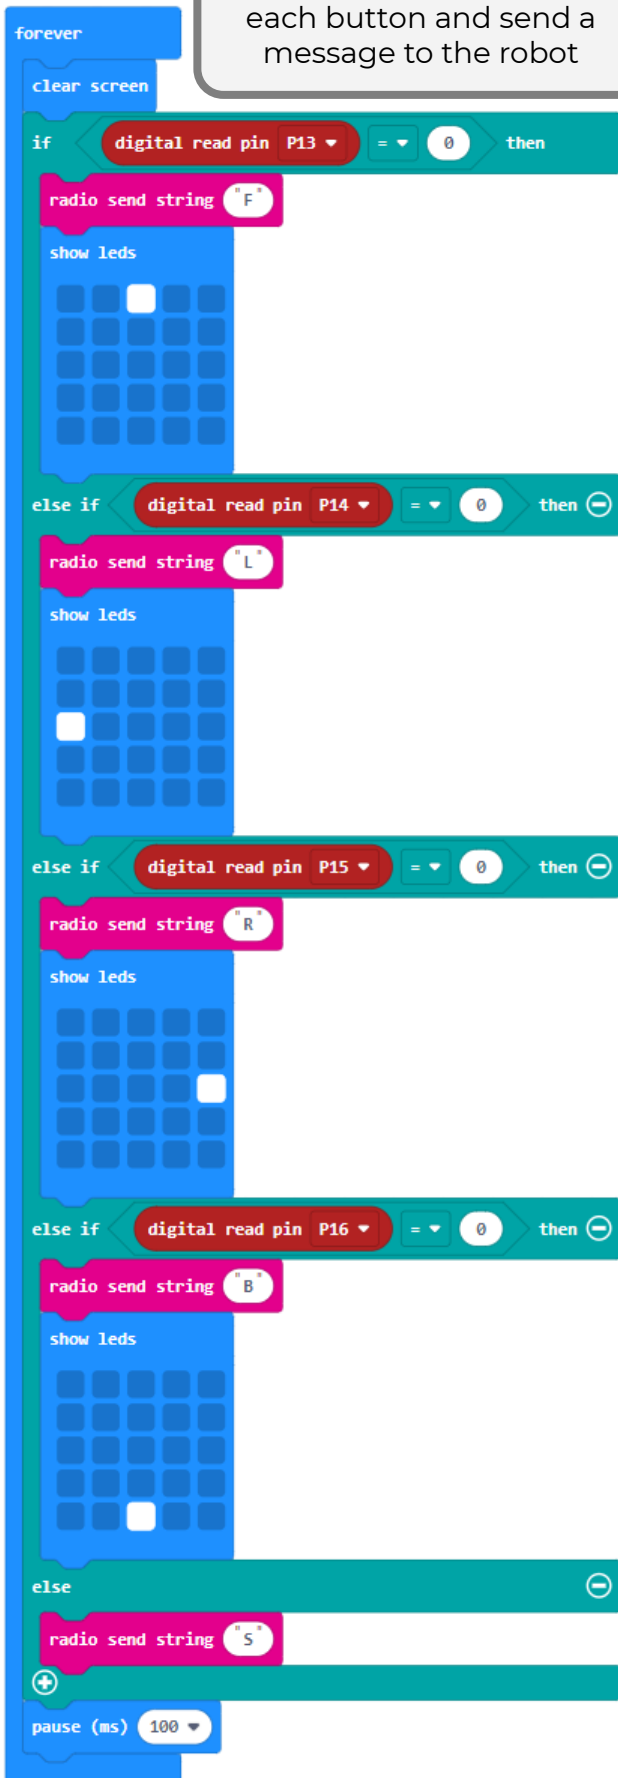 each button and send a
message to the robot
forever
clear screen
if digital read pin P13 = 0 then
radio send string "F"
show leds
else if digital read pin P14 = 0 then
radio send string "L"
show leds
else if digital read pin P15 = 0 then
radio send string "R"
show leds
else if digital read pin P16 = 0 then
radio send string "B"
show leds
else
radio send string "S"
pause (ms) 100